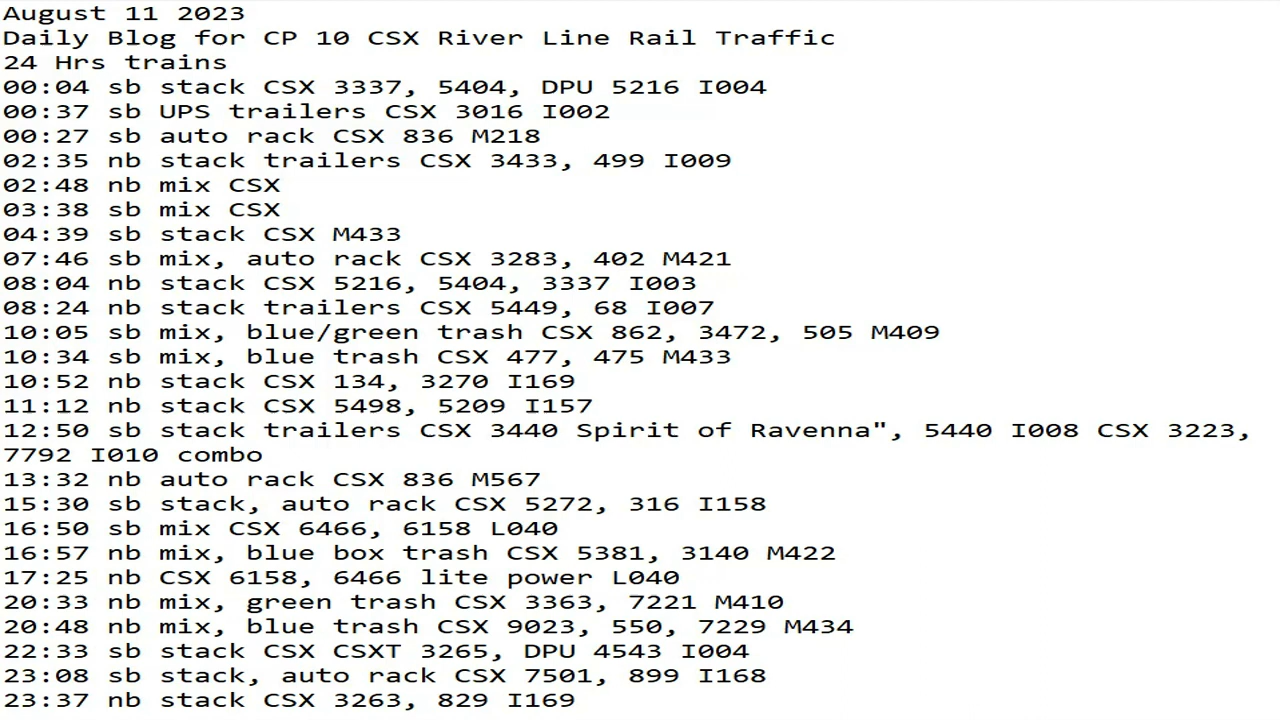 August 11 2023
Daily Blog for CP 10 CSX River Line Rail Traffic
24 Hrs trains
00:04 sb stack CSX 3337, 5404, DPU 5216 I004
00:37 sb UPS trailers CSX 3016 I002
00:27 sb auto rack CSX 836 M218
02:35 nb stack trailers CSX 3433, 499 I009
02:48 nb mix CSX
03:38 sb mix CSX
04:39 sb stack CSX M433
07:46 sb mix, auto rack CSX 3283, 402 M421
08:04 nb stack CSX 5216, 5404, 3337 I003
08:24 nb stack trailers CSX 5449, 68 I007
10:05 sb mix, blue/green trash CSX 862, 3472, 505 M409
10:34 sb mix, blue trash CSX 477, 475 M433
10:52 nb stack CSX 134, 3270 I169
11:12 nb stack CSX 5498, 5209 I157
12:50 sb stack trailers CSX 3440 Spirit of Ravenna", 5440 I008 CSX 3223,
7792 I010 combo
13:32 nb auto rack CSX 836 M567
15:30 sb stack, auto rack CSX 5272, 316 I158
16:50 sb mix CSX 6466, 6158 L040
16:57 nb mix, blue box trash CSX 5381, 3140 M422
17:25 nb CSX 6158, 6466 lite power L040
20:33 nb mix, green trash CSX 3363, 7221 M410
20:48 nb mix, blue trash CSX 9023, 550, 7229 M434
22:33 sb stack CSX CSXT 3265, DPU 4543 I004
23:08 sb stack, auto rack CSX 7501, 899 I168
23:37 nb stack CSX 3263, 829 I169